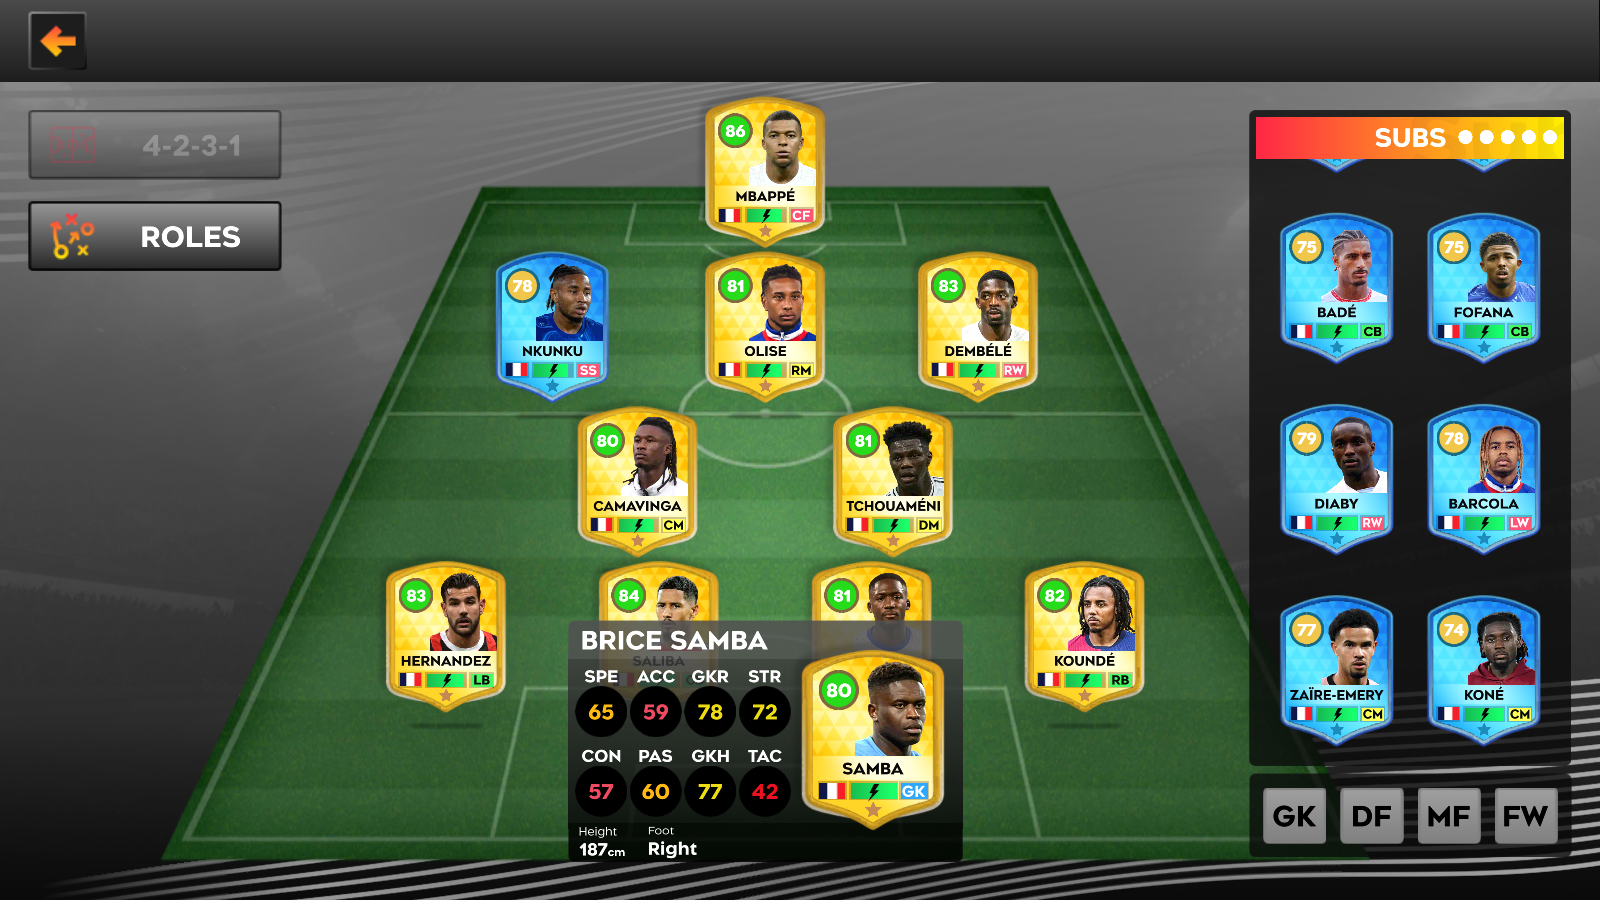 4-2-3-1
ROLES
86
MBAPPÉ
CF
78
NKUNKU
SS
81
OLISE
RM
83
DEMBÉLÉ
RW
80
CAMAVINGA
CM
81
TCHOUAMÉNI
DM
83
HERNANDEZ
LB
84
SALIBA
81
82
KOUNDÉ
RB
BRICE SAMBA
SPE ACC GKR STR
65 59 78 72
CON PAS GKH TAC
57 60 77 42
Height Foot
187cm Right
80
SAMBA
GK
SUBS
75
BADÉ
CB
75
FOFANA
CB
79
DIABY
RW
78
BARCOLA
LW
77
ZAÏRE-EMERY
CM
74
KONÉ
CM
GK DF MF FW